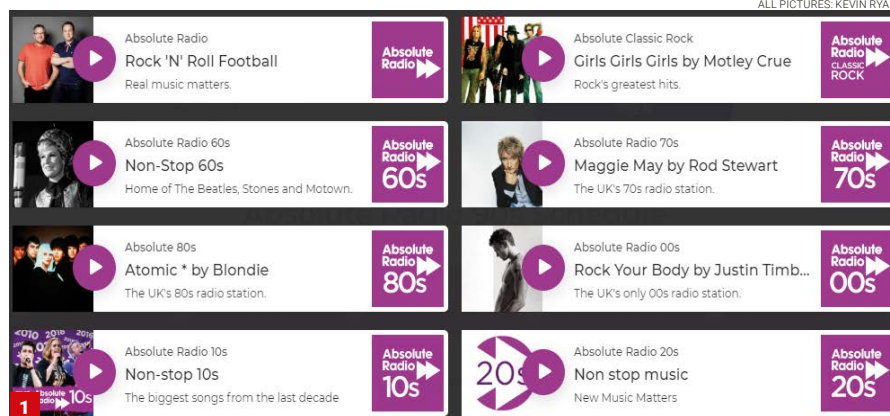 ALL PICTURES: KEVIN RYA
Absolute Radio
Rock 'N' Roll Football
Real music matters.
Absolute
Radio
Absolute Classic Rock
Girls Girls Girls by Motley Crue
Rock's greatest hits.
Absolute
Radio
CLASSIC
ROCK
Absolute Radio 60s
Non-Stop 60s
Home of The Beatles, Stones and Motown.
Absolute
Radio
60s
Absolute Radio 70s
Maggie May by Rod Stewart
The UK's 70s radio station.
Absolute
Radio
70s
Absolute 80s
Atomic * by Blondie
The UK's 80s radio station.
Absolute
Radio
80s
Absolute Radio 00s
Rock Your Body by Justin Timb...
The UK's only 00s radio station.
Absolute
Radio
00s
2010 2010
Absolute
Radio 10s
1
Absolute Radio 10s
Non-stop 10s
The biggest songs from the last decade
Absolute
Radio
10s
20s
Absolute Radio 20s
Non stop music
New Music Matters
Absolute
Radio
20s